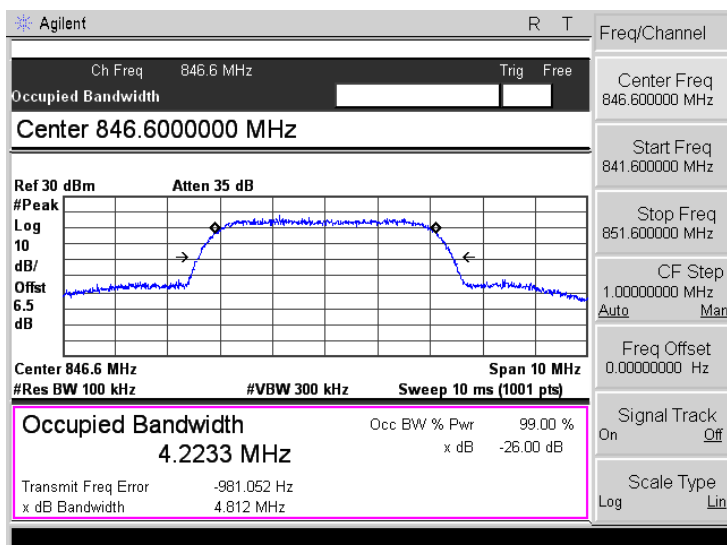 Agilent R T
Ch Freq 846.6 MHz Trig Free
Occupied Bandwidth
Center 846.6000000 MHz
Ref 30 dBm Atten 35 dB
#Peak
Log
10
dB/
Offst
6.5
dB
Center 846.6 MHz Span 10 MHz
#Res BW 100 kHz #VBW 300 kHz Sweep 10 ms (1001 pts)
Occupied Bandwidth Occ BW % Pwr 99.00 %
4.2233 MHz x dB -26.00 dB
Transmit Freq Error -981.052 Hz
x dB Bandwidth 4.812 MHz
Freq/Channel
Center Freq
846.600000 MHz
Start Freq
841.600000 MHz
Stop Freq
851.600000 MHz
CF Step
1.00000000 MHz
Auto Man
Freq Offset
0.00000000 Hz
Signal Track
On Off
Scale Type
Log Lin